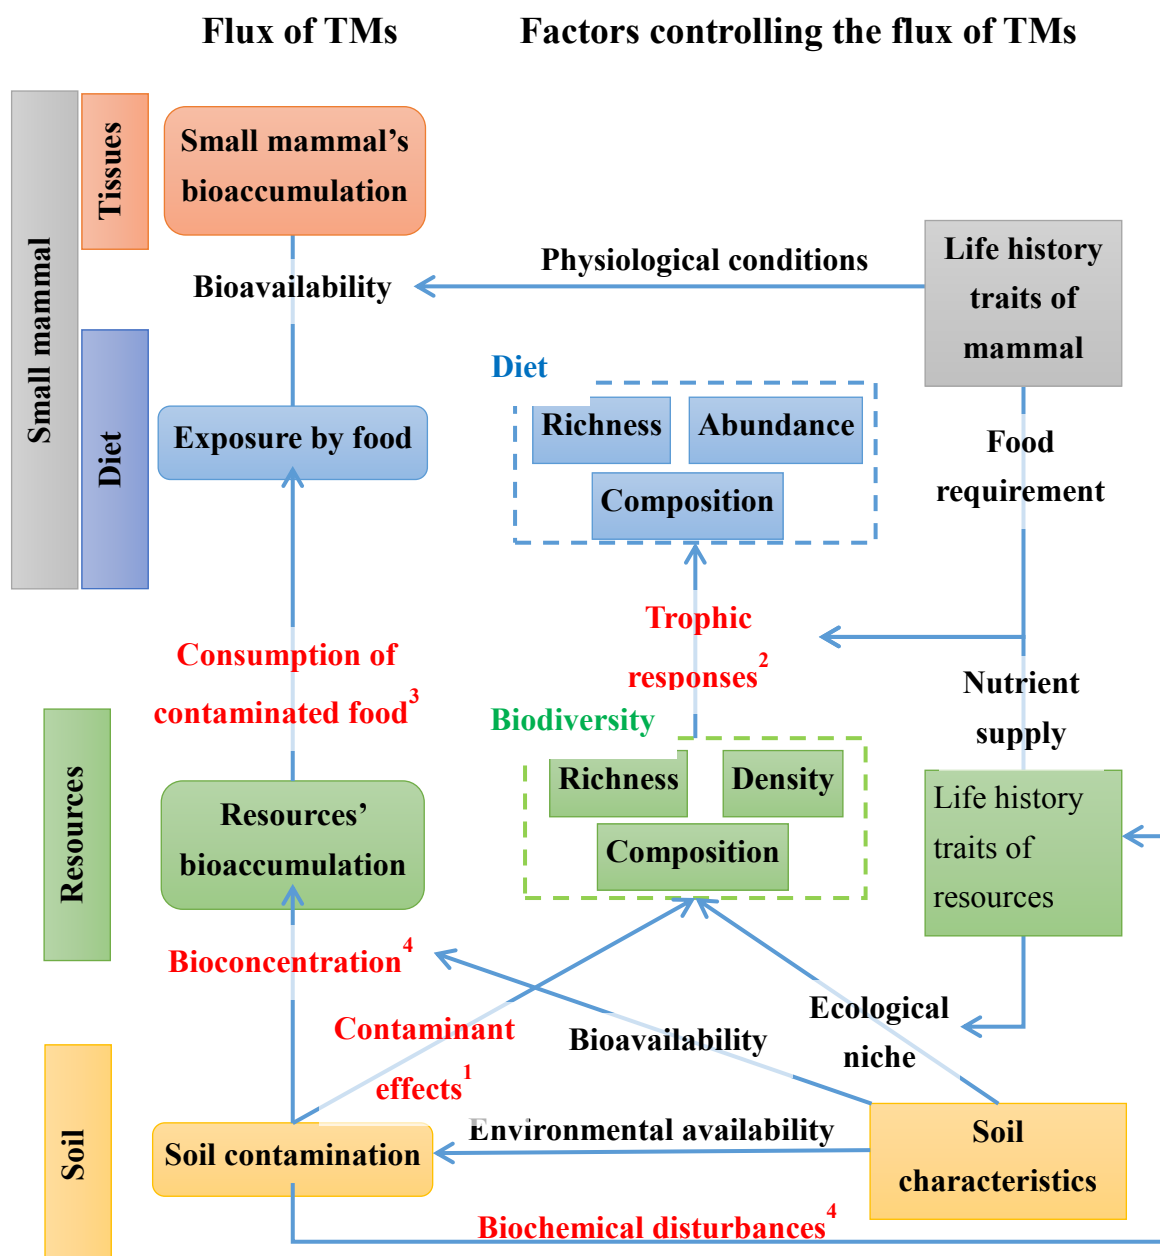 Flux of TMs
Factors controlling the flux of TMs
Small mammal
Tissues
Small mammal's
bioaccumulation
Bioavailability
Physiological conditions
Life history
traits of
mammal
Diet
Exposure by food
Diet
Richness
Abundance
Composition
Food
requirement
Consumption of
contaminated food3
Trophic
responses2
Nutrient
supply
Resources
Resources'
bioaccumulation
Biodiversity
Richness
Density
Composition
Life history
traits of
resources
Bioconcentration4
Contaminant
effects1
Bioavailability
Ecological
niche
Soil
Soil contamination
Environmental availability
Soil
characteristics
Biochemical disturbances4